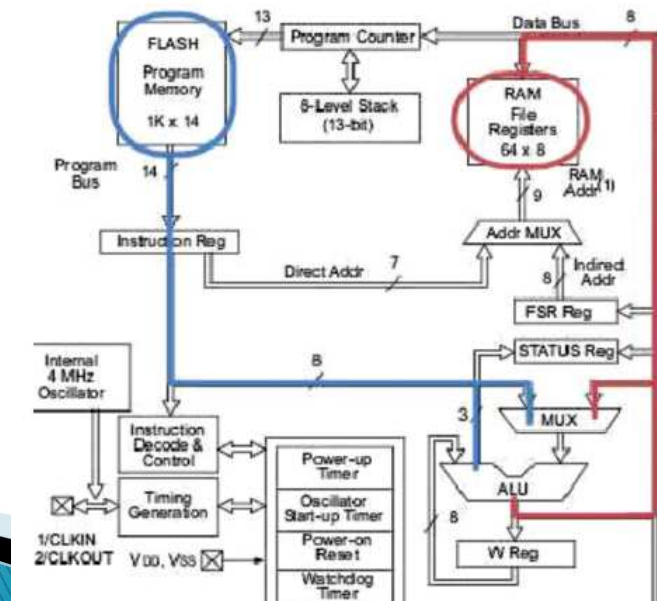 13
Data Bus
8
FLASH
Program
Memory
1K x 14
Program Counter
8-Level Stack
(13-bit)
RAM
File
Registers
64 x 8
Program
Bus
14
RAM
Addr(1)
9
Instruction Reg
Addr MUX
Direct Addr
7
Indirect
Addr
8
FSR Reg
STATUS Reg
Internal
4 MHz
Oscillator
8
3
MUX
Instruction
Decode &
Control
Power-up
Timer
ALU
Timing
Generation
Oscillator
Start-up Timer
8
1/CLKIN
2/CLKOUT
VDD, VSS
Power-on
Reset
W Reg
Watchdog
Timer